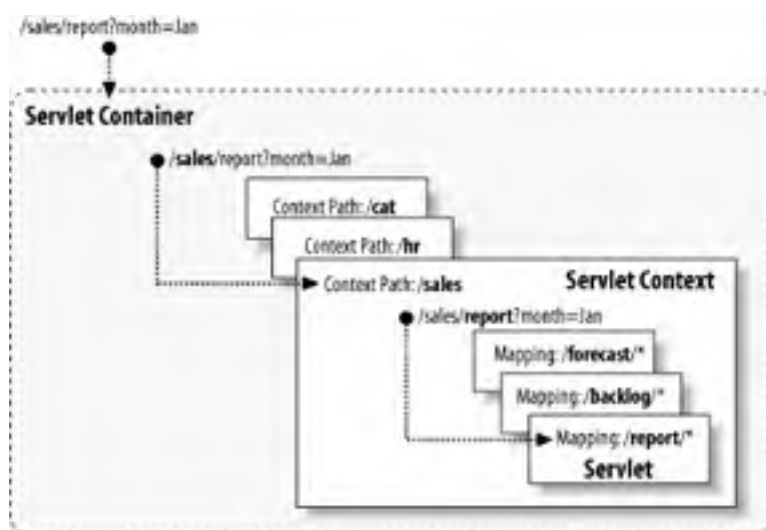 /sales/report?month=Jan
Servlet Container
/sales/report?month=Jan
Context Path: /cat
Context Path: /hr
Context Path: /sales
Servlet Context
/sales/report?month=Jan
Mapping: /forecast/*
Mapping: /backlog/*
Mapping: /report/*
Servlet